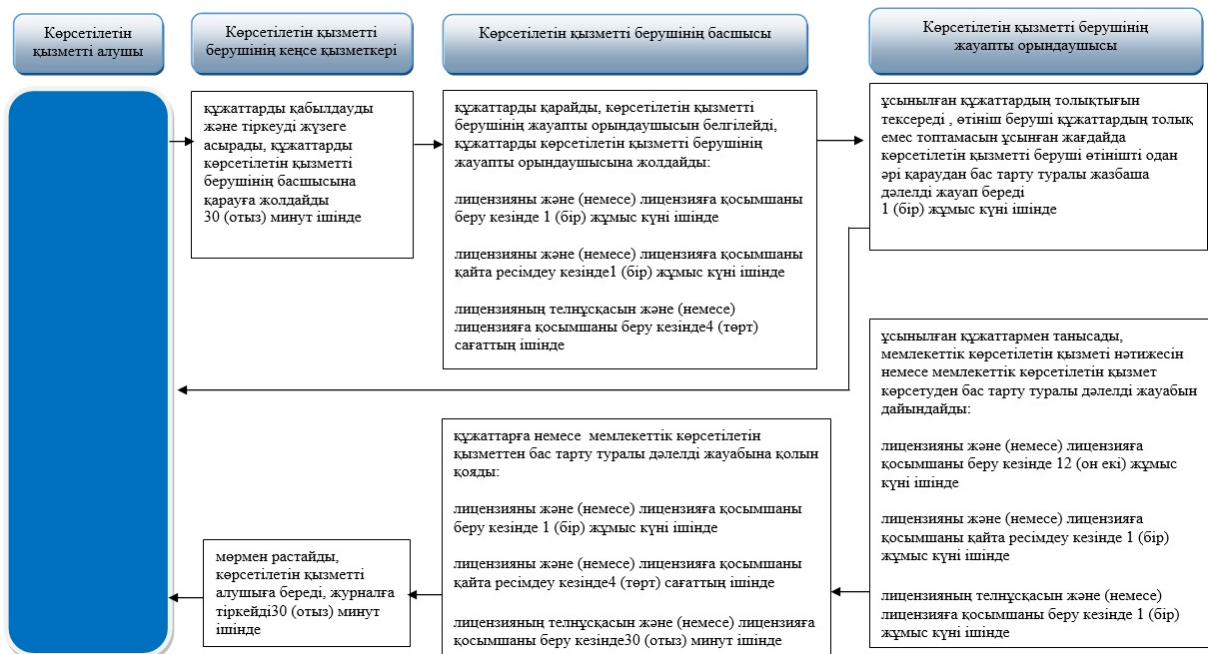 Көрсетілетін
қызметті алушы
Көрсетілетін қызметті
берушінің кеңсе қызметкері
Көрсетілетін қызметті берушінің басшысы
Көрсетілетін қызметті берушінің
жауапты орындаушысы
құжаттарды қабылдауды
және тіркеуді жүзеге
асырады, құжаттарды
көрсетілетін қызметті
берушінің басшысына
қарауға жолдайды
30 (отыз) минут ішінде
құжаттарды қарайды, көрсетілетін қызметті
берушінің жауапты орындаушысын белгілейді,
құжаттарды көрсетілетін қызметті берушінің
жауапты орындаушысына жолдайды:
лицензияны және (немесе) лицензияға қосымшаны
беру кезінде 1 (бір) жұмыс күні ішінде
лицензияны және (немесе) лицензияға қосымшаны
қайта ресімдеу кезінде1 (бір) жұмыс күні ішінде
лицензияның телнұсқасын және (немесе)
лицензияға қосымшаны беру кезінде4 (төрт)
сағаттың ішінде
ұсынылған құжаттардың толықтығын
тексереді , өтініш беруші құжаттардың толық
емес топтамасын ұсынған жағдайда
көрсетілетін қызметті беруші өтінішті одан
әрі қараудан бас тарту туралы жазбаша
дәлелді жауап береді
1 (бір) жұмыс күні ішінде
ұсынылған құжаттармен танысады,
мемлекеттік көрсетілетін қызметі нәтижесін
немесе мемлекеттік көрсетілетін қызмет
көрсетуден бас тарту туралы дәлелді жауабын
дайындайды:
лицензияны және (немесе) лицензияға
қосымшаны беру кезінде 12 (он екі) жұмыс
күні ішінде
лицензияны және (немесе) лицензияға
қосымшаны қайта ресімдеу кезінде 1 (бір)
жұмыс күні ішінде
лицензияның телнұсқасын және (немесе)
лицензияға қосымшаны беру кезінде 1 (бір)
жұмыс күні ішінде
құжаттарға немесе мемлекеттік көрсетілетін
қызметтен бас тарту туралы дәлелді жауабына қолын
қояды:
лицензияны және (немесе) лицензияға қосымшаны
беру кезінде 1 (бір) жұмыс күні ішінде
лицензияны және (немесе) лицензияға қосымшаны
қайта ресімдеу кезінде4 (төрт) сағаттың ішінде
лицензияның телнұсқасын және (немесе) лицензияға
қосымшаны беру кезінде30 (отыз) минут ішінде
мөрмен растайды,
көрсетілетін қызметті
алушыға береді, журналға
тіркейді30 (отыз) минут
ішінде